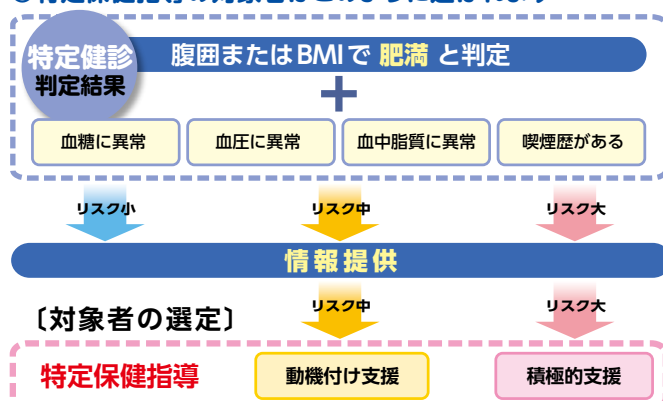 特定健診
判定結果
腹囲またはBMIで 肥満 と判定
+
血糖に異常
血圧に異常
血中脂質に異常
喫煙歴がある
リスク小
リスク中
リスク大
情報提供
〔対象者の選定〕
リスク中
リスク大
特定保健指導
動機付け支援
積極的支援